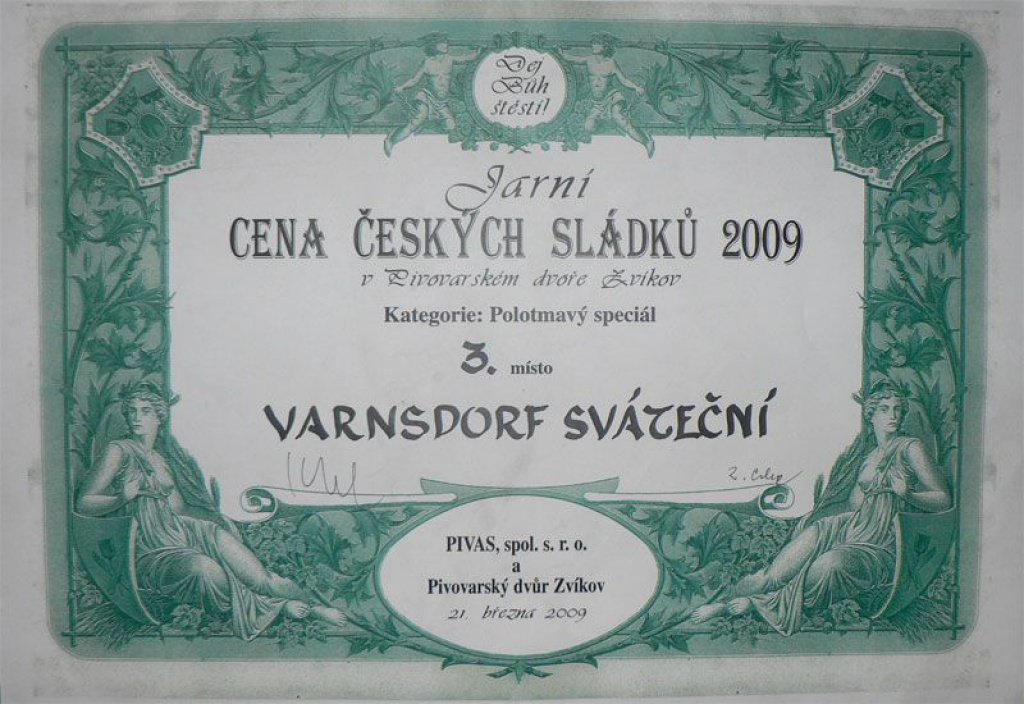 Dej
Bůh
štěstí!
Jarní
CENA ČESKÝCH SLÁDKŮ 2009
v Pivovarském dvoře Zvíkov
Kategorie: Polotmavý speciál
3. místo
VARNSDORF SVÁTEČNÍ
PIVAS, spol. s. r. o.
a
Pivovarský dvůr Zvíkov
21. března 2009